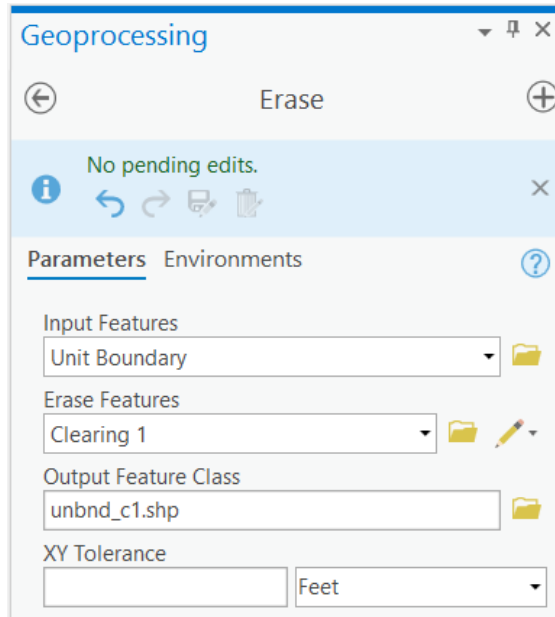 Geoprocessing
Erase
No pending edits.
Parameters Environments
Input Features
Unit Boundary
Erase Features
Clearing 1
Output Feature Class
unbnd_c1.shp
XY Tolerance
Feet